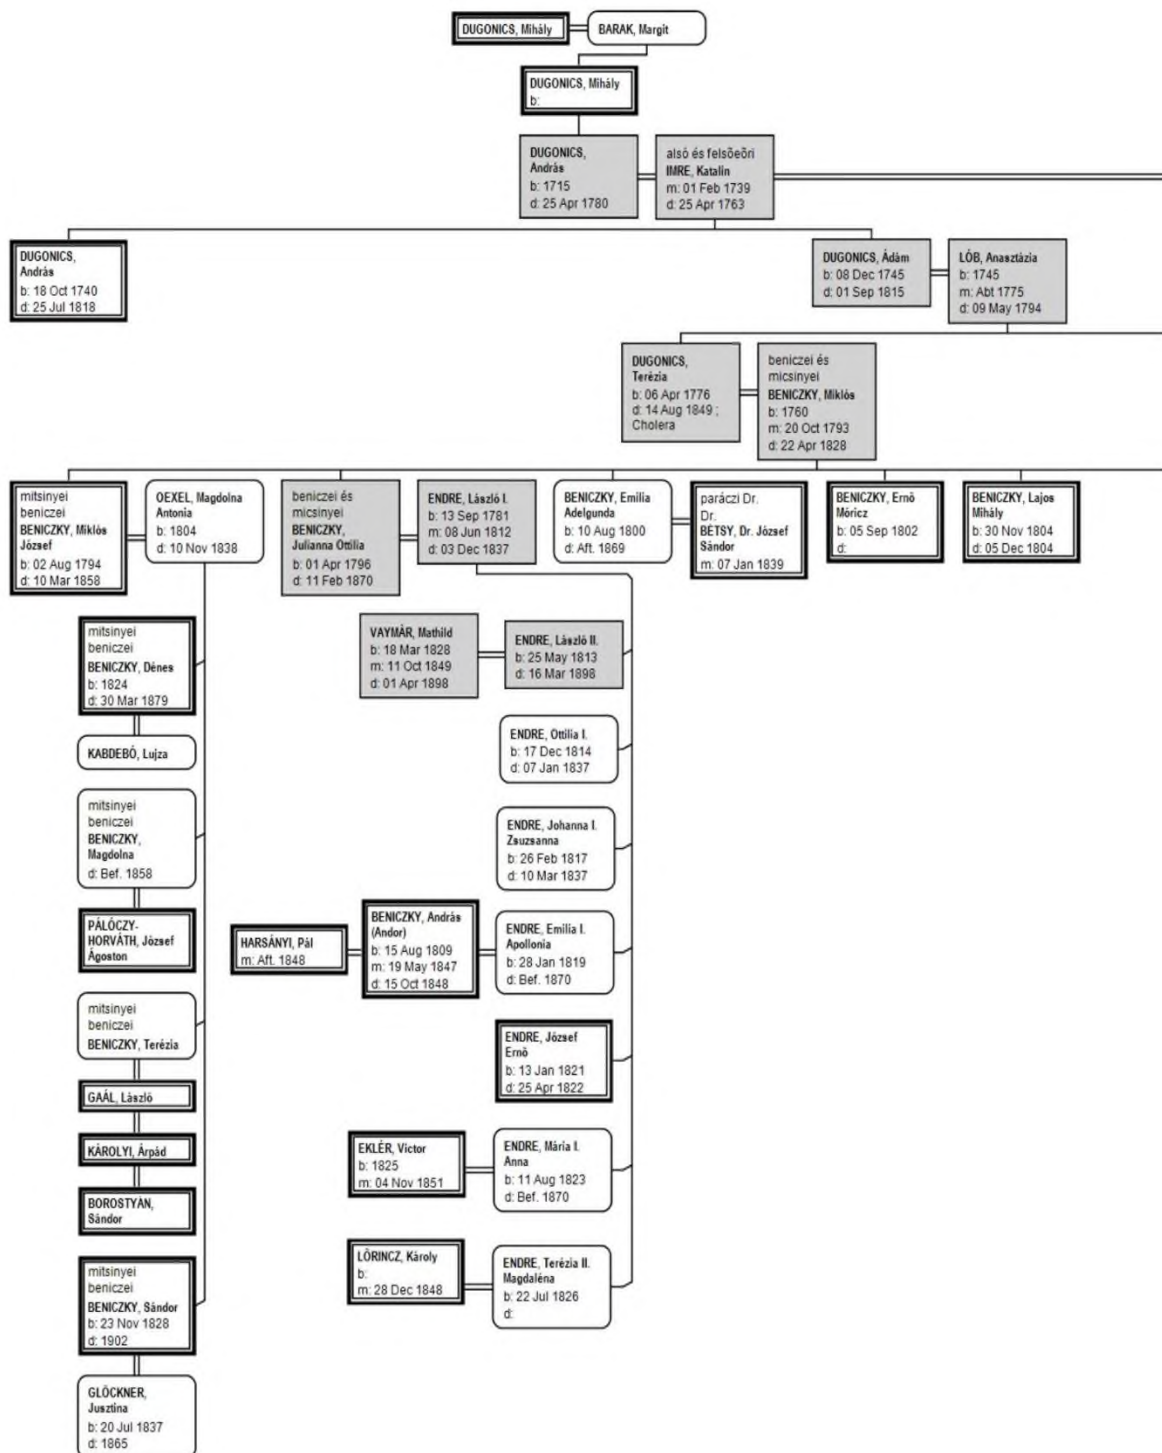 DUGONICS, Mihály
BARAK, Margit
DUGONICS, Mihály
b:
DUGONICS,
András
b: 1715
d: 25 Apr 1780
alsó és felsõeõri
IMRE, Katalin
m: 01 Feb 1739
d: 25 Apr 1763
DUGONICS,
András
b: 18 Oct 1740
d: 25 Jul 1818
DUGONICS, Ádám
b: 08 Dec 1745
d: 01 Sep 1815
LÓB, Anasztázia
b: 1745
m: Abt 1775
d: 09 May 1794
DUGONICS,
Terézia
b: 06 Apr 1776
d: 14 Aug 1849 ;
Cholera
beniczei és
micsinyei
BENICZKY, Miklós
b: 1760
m: 20 Oct 1793
d: 22 Apr 1828
mitsinyei
beniczei
BENICZKY, Miklós
József
b: 02 Aug 1794
d: 10 Mar 1858
OEXEL, Magdolna
Antonia
b: 1804
d: 10 Nov 1838
beniczei és
micsinyei
BENICZKY,
Julianna Ottilia
b: 01 Apr 1796
d: 11 Feb 1870
ENDRE, László I.
b: 13 Sep 1781
m: 08 Jun 1812
d: 03 Dec 1837
BENICZKY, Emilia
Adelgunda
b: 10 Aug 1800
d: Aft. 1869
paráczi Dr.
Dr.
BÉTSY, Dr. József
Sándor
m: 07 Jan 1839
BENICZKY, Ernõ
Móricz
b: 05 Sep 1802
d:
BENICZKY, Lajos
Mihály
b: 30 Nov 1804
d: 05 Dec 1804
mitsinyei
beniczei
BENICZKY, Dénes
b: 1824
d: 30 Mar 1879
KABDEBÓ, Lujza
VAYMÁR, Mathild
b: 18 Mar 1828
m: 11 Oct 1849
d: 01 Apr 1898
ENDRE, László II.
b: 25 May 1813
d: 16 Mar 1898
ENDRE, Ottilia I.
b: 17 Dec 1814
d: 07 Jan 1837
mitsinyei
beniczei
BENICZKY,
Magdolna
d: Bef. 1858
PÁLÓCZY-
HORVÁTH, József
Ágoston
ENDRE, Johanna I.
Zsuzsanna
b: 26 Feb 1817
d: 10 Mar 1837
HARSÁNYI, Pál
m: Aft. 1848
BENICZKY, András
(Andor)
b: 15 Aug 1809
m: 19 May 1847
d: 15 Oct 1848
ENDRE, Emilia I.
Apollonia
b: 28 Jan 1819
d: Bef. 1870
mitsinyei
beniczei
BENICZKY, Terézia
GAÁL, László
KÁROLYI, Árpád
BOROSTYÁN,
Sándor
ENDRE, József
Ernõ
b: 13 Jan 1821
d: 25 Apr 1822
EKLÉR, Victor
b: 1825
m: 04 Nov 1851
ENDRE, Mária I.
Anna
b: 11 Aug 1823
d: Bef. 1870
LÕRINCZ, Károly
b:
m: 28 Dec 1848
ENDRE, Terézia II.
Magdaléna
b: 22 Jul 1826
d:
mitsinyei
beniczei
BENICZKY, Sándor
b: 23 Nov 1828
d: 1902
GLÖCKNER,
Jusztina
b: 20 Jul 1837
d: 1865